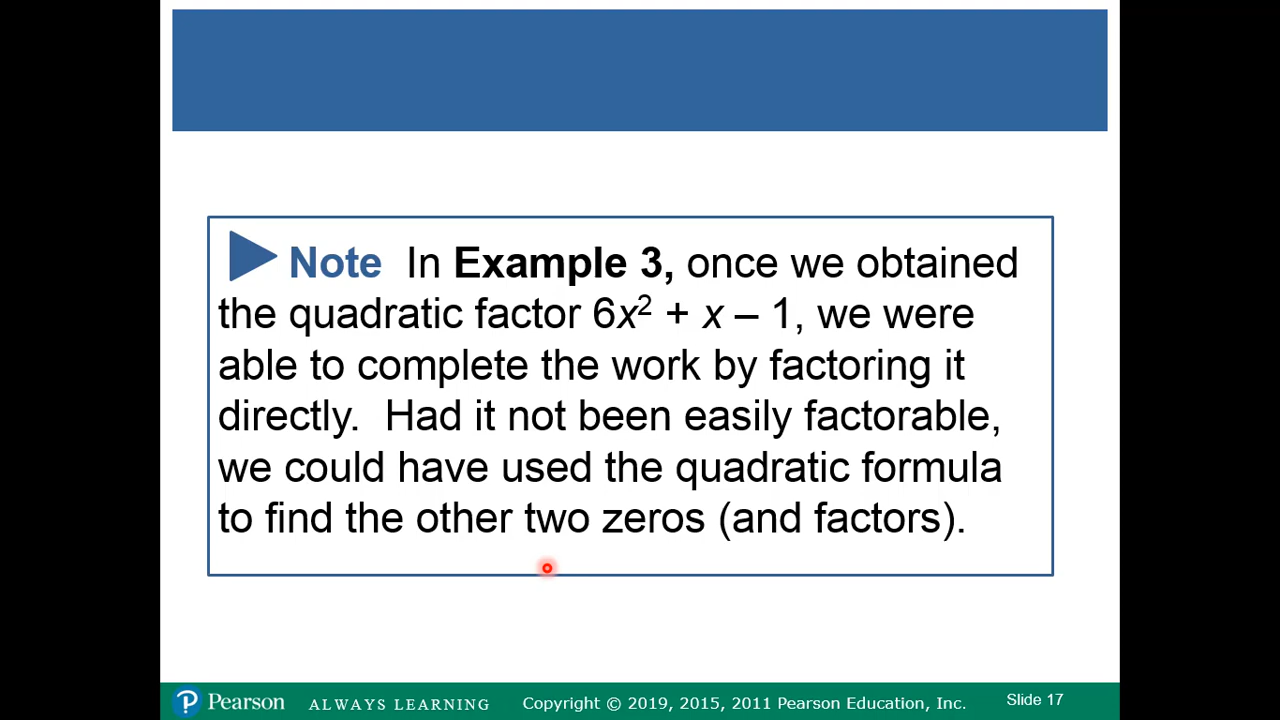 Note In Example 3, once we obtained
the quadratic factor 6x² + x – 1, we were
able to complete the work by factoring it
directly. Had it not been easily factorable,
we could have used the quadratic formula
to find the other two zeros (and factors).
Pearson ALWAYS LEARNING Copyright © 2019, 2015, 2011 Pearson Education, Inc. Slide 17